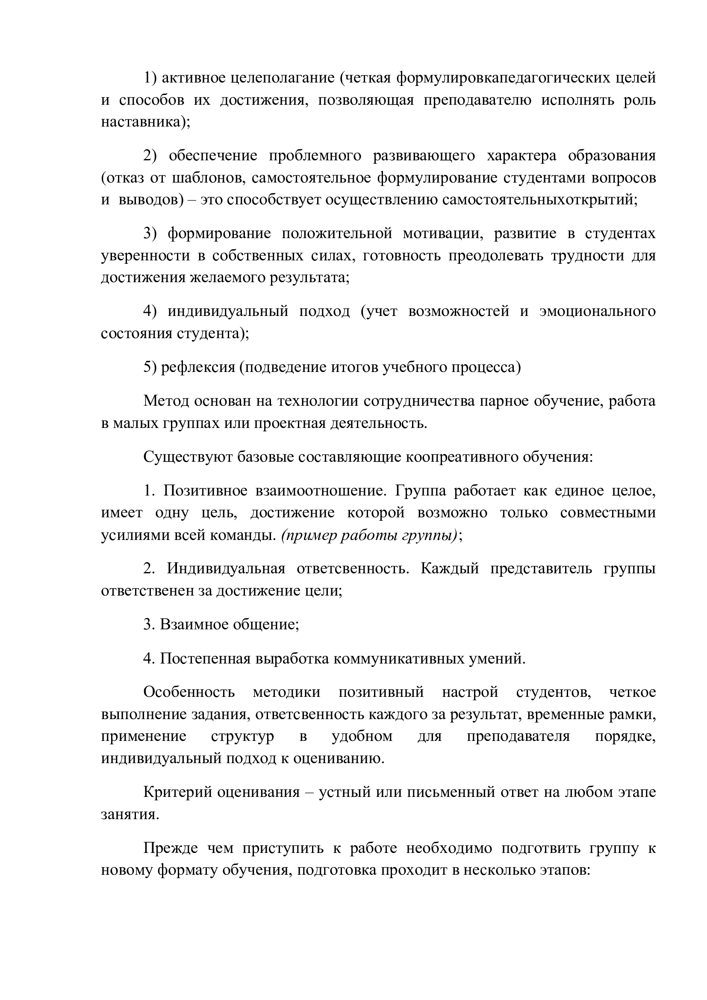 1) активное целеполагание (четкая формулировкапедагогических целей
и способов их достижения, позволяющая преподавателю исполнять роль
наставника);
2) обеспечение проблемного развивающего характера образования
(отказ от шаблонов, самостоятельное формулирование студентами вопросов
и выводов) – это способствует осуществлению самостоятельныхоткрытий;
3) формирование положительной мотивации, развитие в студентах
уверенности в собственных силах, готовность преодолевать трудности для
достижения желаемого результата;
4) индивидуальный подход (учет возможностей и эмоционального
состояния студента);
5) рефлексия (подведение итогов учебного процесса)
Метод основан на технологии сотрудничества парное обучение, работа
в малых группах или проектная деятельность.
Существуют базовые составляющие коопреативного обучения:
1. Позитивное взаимоотношение. Группа работает как единое целое,
имеет одну цель, достижение которой возможно только совместными
усилиями всей команды. (пример работы группы);
2. Индивидуальная ответсвенность. Каждый представитель группы
ответственен за достижение цели;
3. Взаимное общение;
4. Постепенная выработка коммуникативных умений.
Особенность методики позитивный настрой студентов, четкое
выполнение задания, ответсвенность каждого за результат, временные рамки,
применение структур в удобном для преподавателя порядке,
индивидуальный подход к оцениванию.
Критерий оценивания – устный или письменный ответ на любом этапе
занятия.
Прежде чем приступить к работе необходимо подготвить группу к
новому формату обучения, подготовка проходит в несколько этапов: